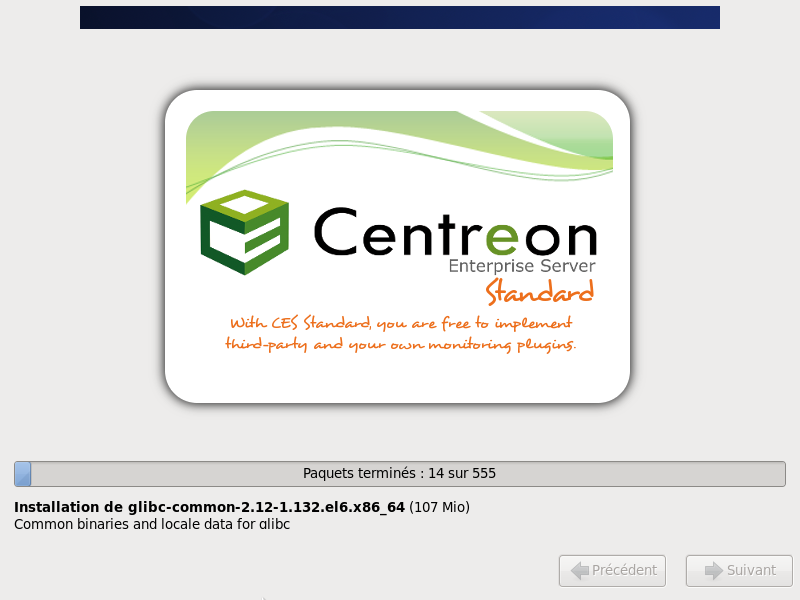 Centreon
Enterprise Server
Standard
With CES Standard, you are free to implement
third-party and your own monitoring plugins.
Paquets terminés : 14 sur 555
Installation de glibc-common-2.12-1.132.el6.x86_64 (107 Mio)
Common binaries and locale data for glibc
Précédent Suivant